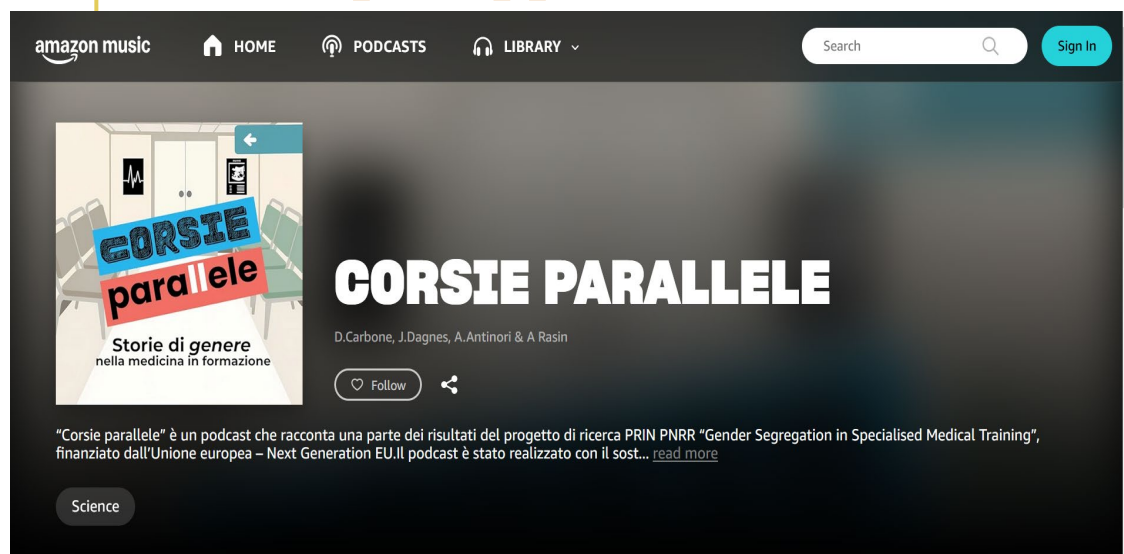 amazon music
HOME
PODCASTS
LIBRARY
Search
Sign In
CORSIE
parallele
Storie di genere
nella medicina in formazione
CORSIE PARALLELE
D.Carbone, J.Dagnes, A.Antinori & A Rasin
Follow
“Corsie parallele” è un podcast che racconta una parte dei risultati del progetto di ricerca PRIN PNRR “Gender Segregation in Specialised Medical Training”,
finanziato dall’Unione europea – Next Generation EU.Il podcast è stato realizzato con il sost... read more
Science